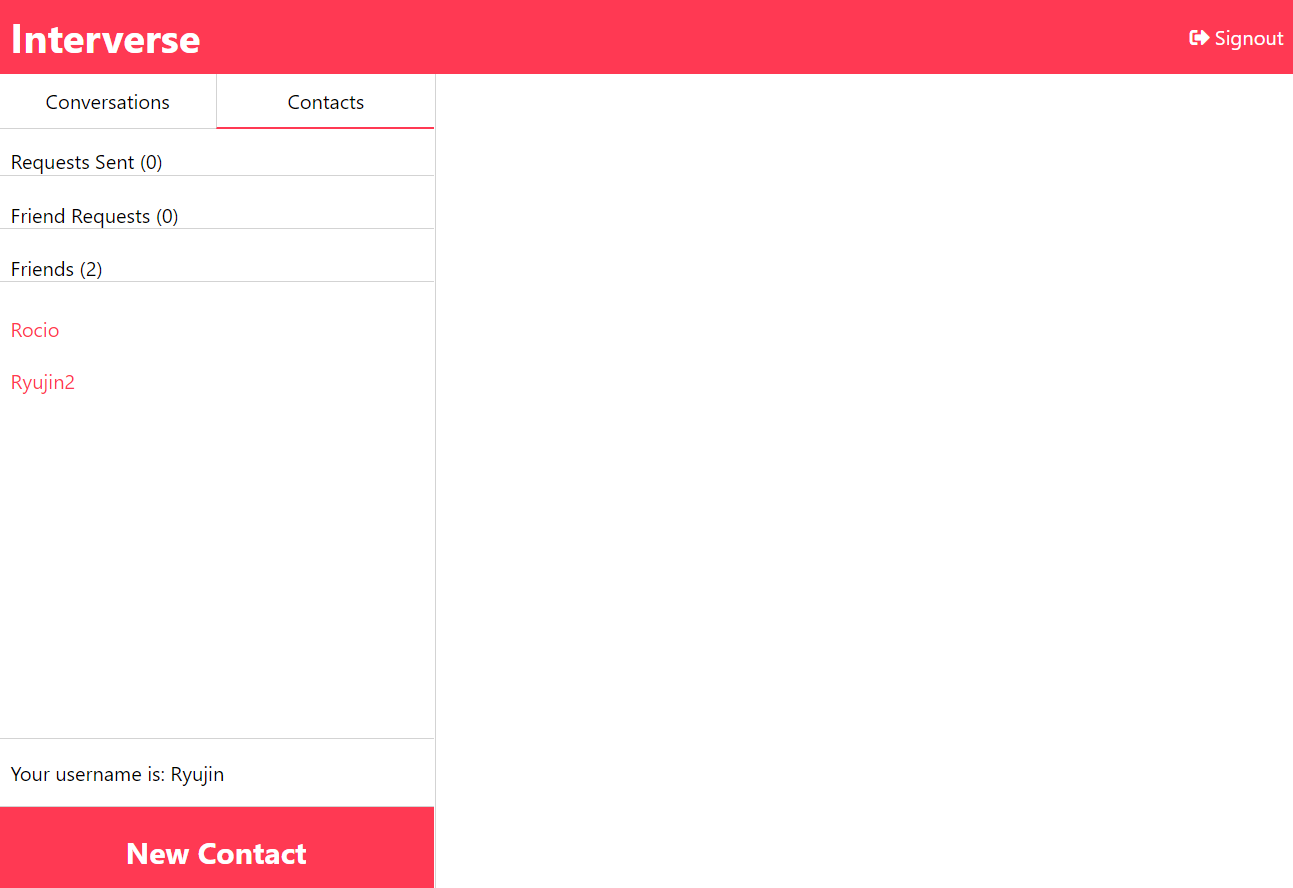 Interverse
Signout
Conversations
Contacts
Requests Sent (0)
Friend Requests (0)
Friends (2)
Rocio
Ryujin2
Your username is: Ryujin
New Contact